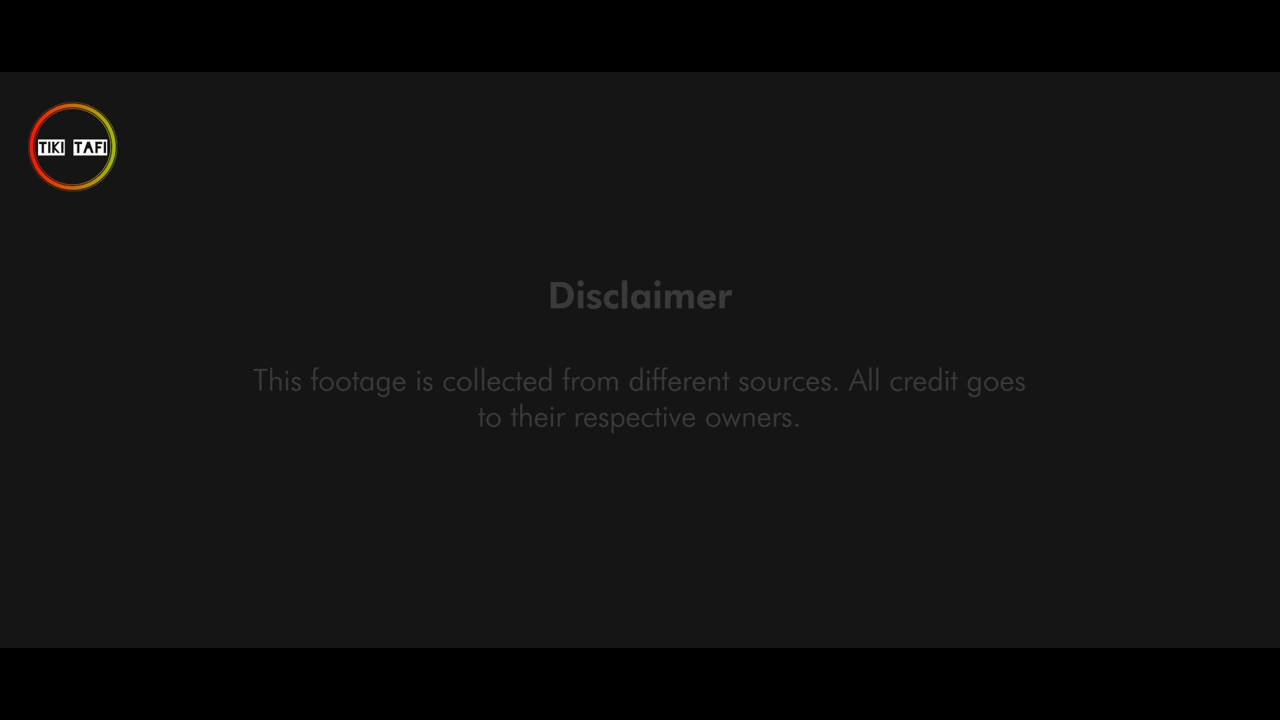 TIKI TAFI
Disclaimer
This footage is collected from different sources. All credit goes
to their respective owners.